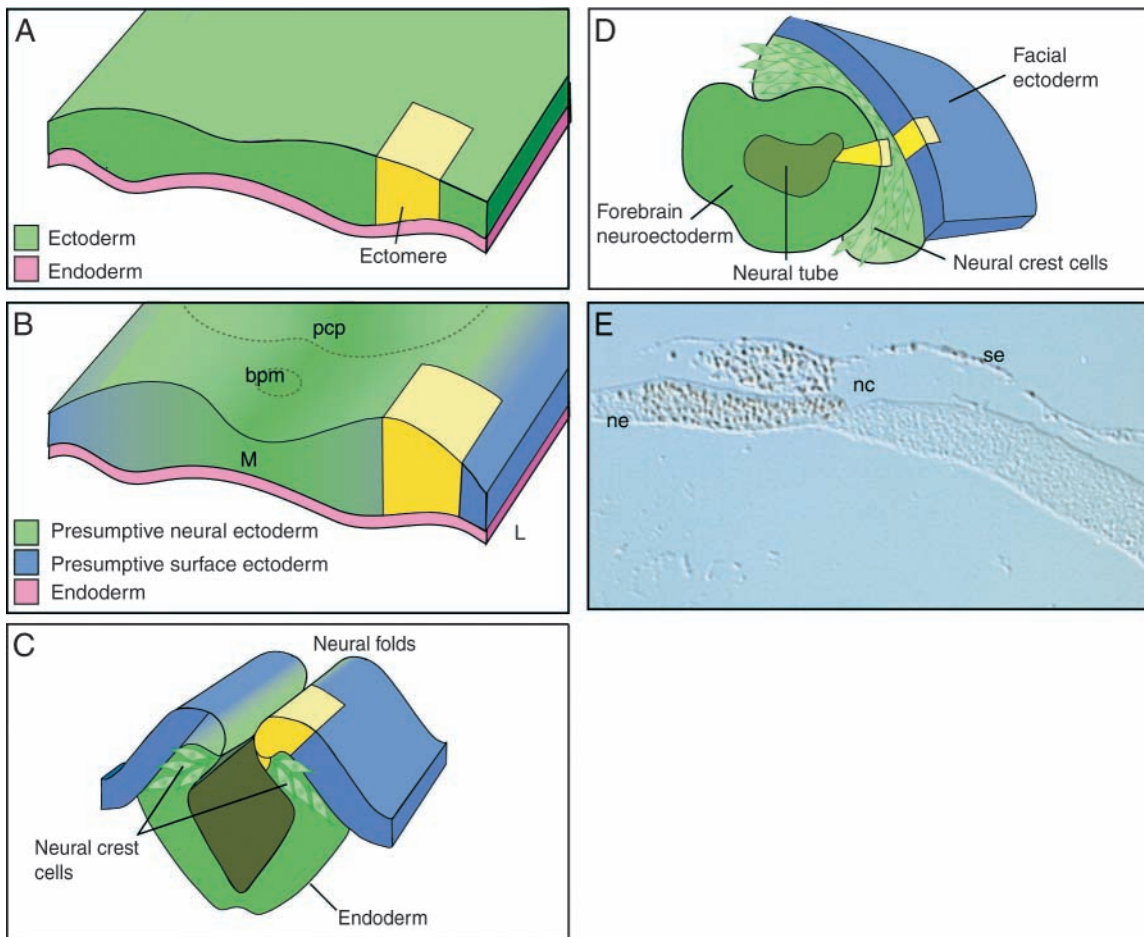 A
Ectoderm
Endoderm
Ectomere
B
pcp
bpm
M
L
Presumptive neural ectoderm
Presumptive surface ectoderm
Endoderm
C
Neural folds
Neural crest
cells
Endoderm
D
Facial
ectoderm
Forebrain
neuroectoderm
Neural tube
Neural crest cells
E
se
nc
ne